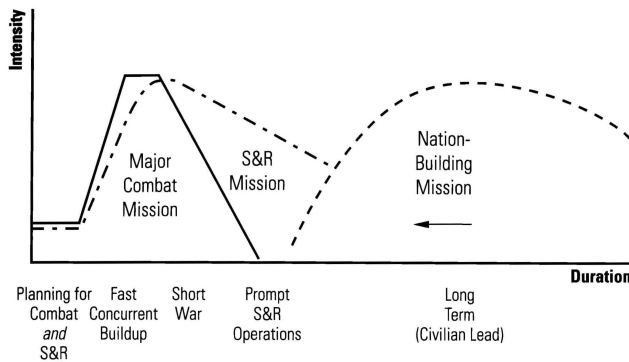 Intensity
Major
Combat
Mission
S&R
Mission
Nation-
Building
Mission
Duration
Planning for
Combat
and
S&R
Fast
Concurrent
Buildup
Short
War
Prompt
S&R
Operations
Long
Term
(Civilian Lead)